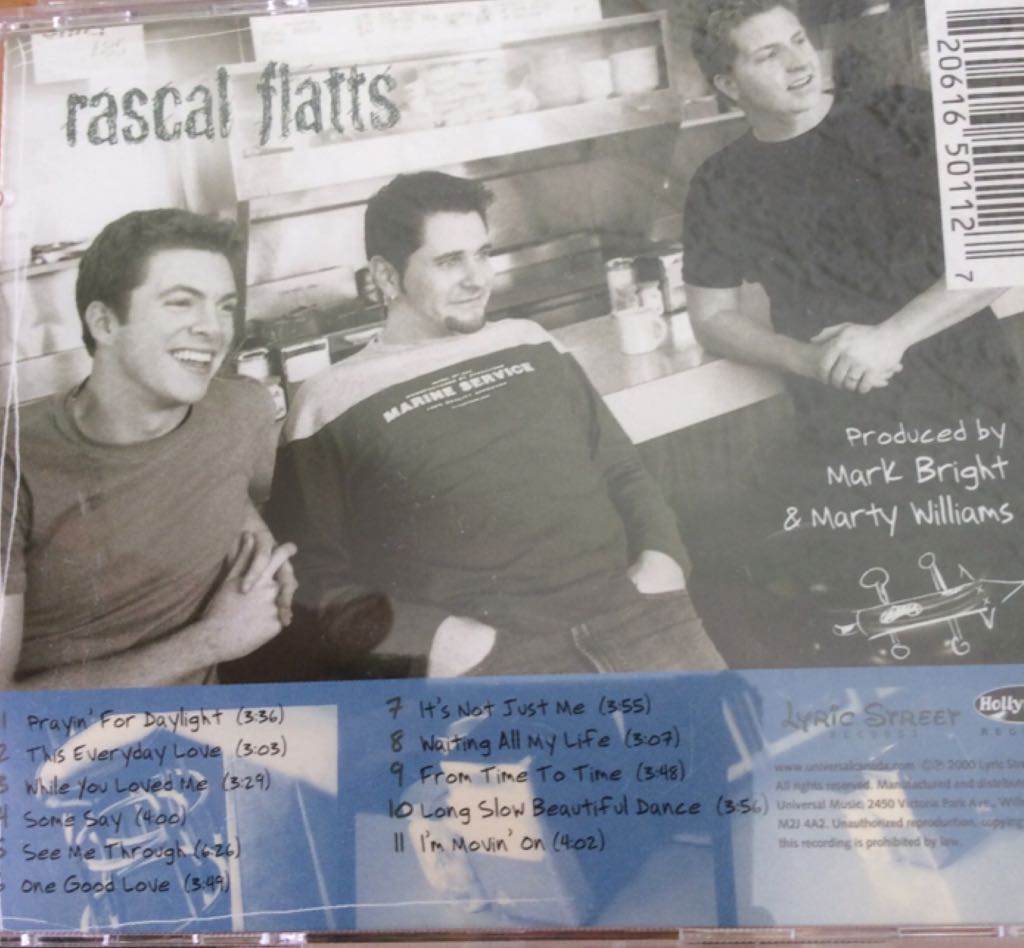 rascal flatts
20616 50112 7
MARINE SERVICE
Produced by
Mark Bright
& Marty Williams
1 Prayin' For Daylight (3:36)
2 This Everyday Love (3:03)
3 While You Loved Me (3:29)
4 Some Say (4:00)
5 See Me Through (6:26)
6 One Good Love (3:49)
7 It's Not Just Me (3:55)
8 Waiting All My Life (3:07)
9 From Time To Time (3:48)
10 Long Slow Beautiful Dance (3:56)
11 I'm Movin' On (4:02)
Lyric Street
RECORDS
Holly
REC
www.universalcanada.com ©℗ 2000 Lyric Stre
All rights reserved. Manufactured and distribut
Universal Music, 2450 Victoria Park Ave., Will
M2J 4A2. Unauthorized reproduction, copying
this recording is prohibited by law.